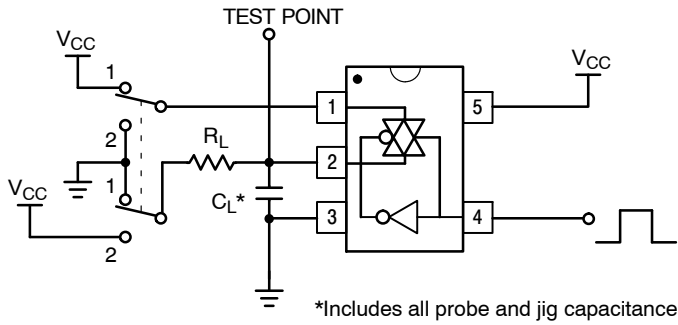 TEST POINT
VCC
1
2
RL
1
VCC
2
CL*
1
2
3
5
4
VCC
*Includes all probe and jig capacitance